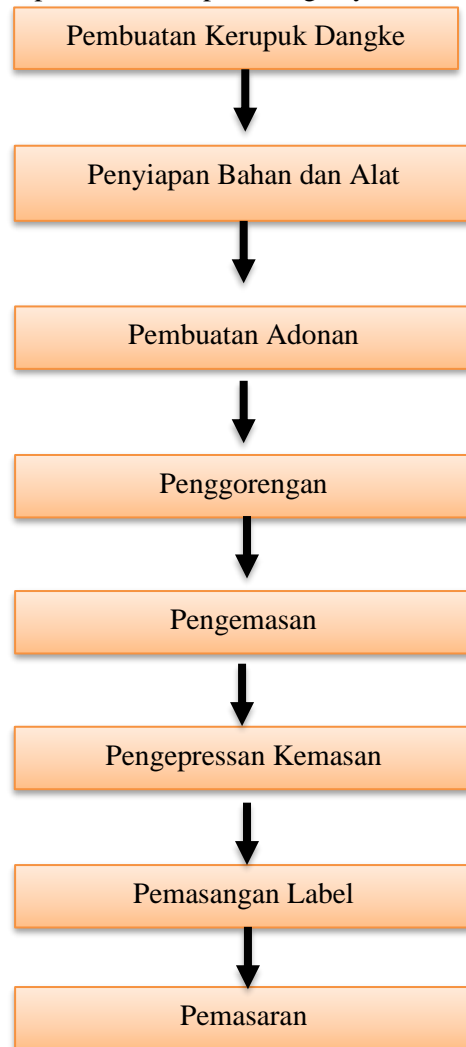 Pembuatan Kerupuk Dangke
Penyiapan Bahan dan Alat
Pembuatan Adonan
Penggorengan
Pengemasan
Pengepressan Kemasan
Pemasangan Label
Pemasaran